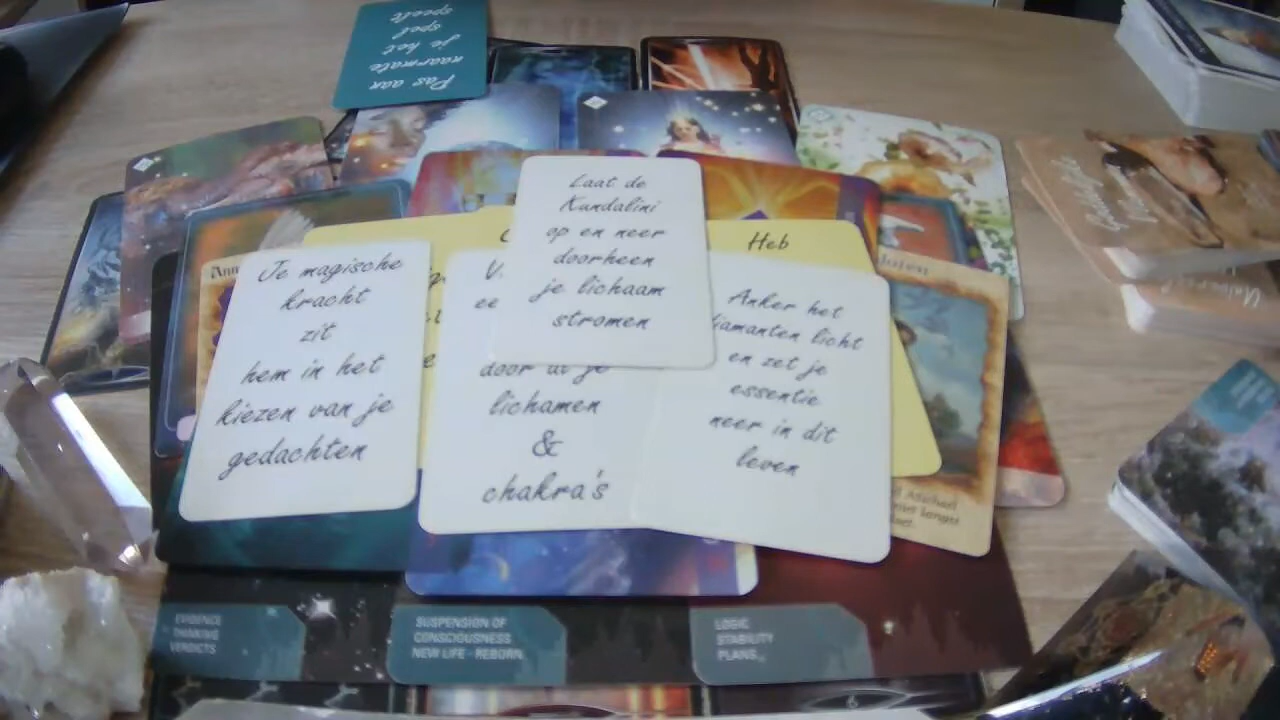 Pas aan
naarmate
je het
spel
speelt
Laat de
Kundalini
op en neer
doorheen
je lichaam
stromen
Je magische
kracht
zit
hem in het
kiezen van je
gedachten
door al je
lichamen
&
chakra's
Heb
Anker het
diamanten licht
en zet je
essentie
neer in dit
leven
EVIDENCE
THINKING
VERDICTS
SUSPENSION OF
CONSCIOUSNESS
NEW LIFE - REBORN
LOGIC
STABILITY
PLANS